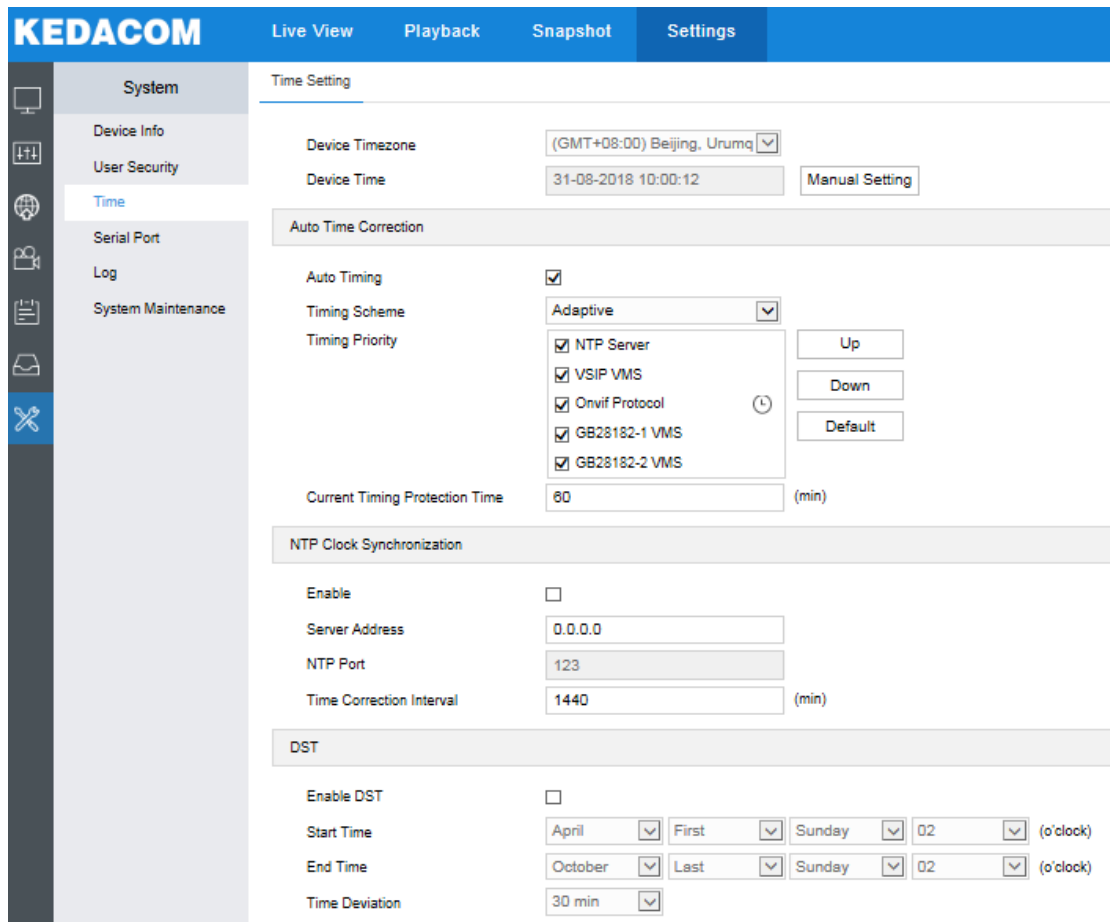 KEDACOM Live View Playback Snapshot Settings
System
Device Info
User Security
Time
Serial Port
Log
System Maintenance
Time Setting
Device Timezone (GMT+08:00) Beijing, Urumq
Device Time 31-08-2018 10:00:12 Manual Setting
Auto Time Correction
Auto Timing
Timing Scheme Adaptive
Timing Priority
NTP Server
VSIP VMS
Onvif Protocol
GB28182-1 VMS
GB28182-2 VMS
Up
Down
Default
Current Timing Protection Time 60 (min)
NTP Clock Synchronization
Enable
Server Address 0.0.0.0
NTP Port 123
Time Correction Interval 1440 (min)
DST
Enable DST
Start Time April First Sunday 02 (o'clock)
End Time October Last Sunday 02 (o'clock)
Time Deviation 30 min